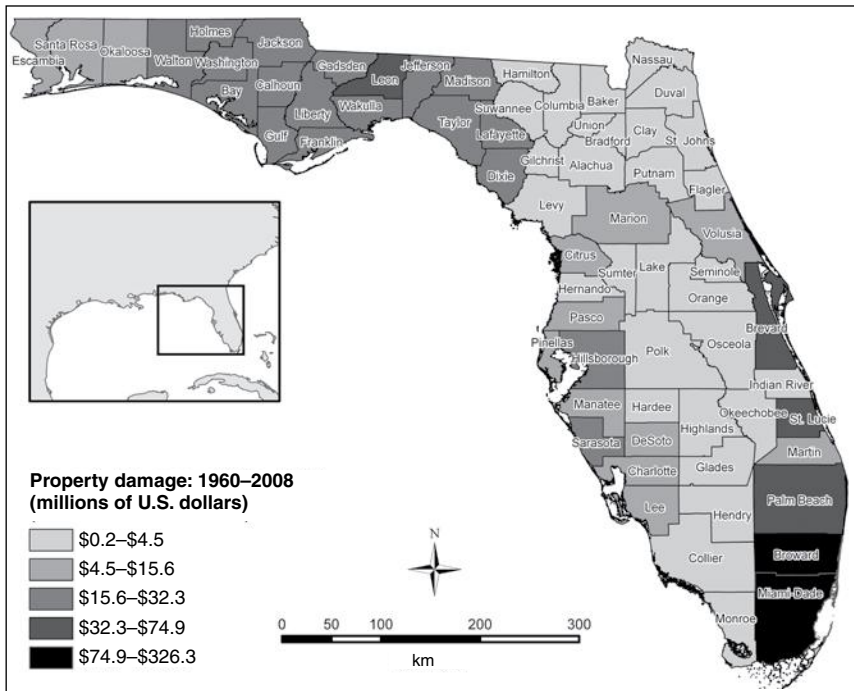 Holmes
Santa Rosa Okaloosa Jackson
Escambia Walton Washington
Gadsden Leon Jefferson Madison
Bay Calhoun
Liberty Wakulla
Gulf Franklin
Taylor
Lafayette
Dixie
Hamilton
Suwannee Columbia Baker
Nassau
Duval
Union
Bradford
Clay
St. Johns
Gilchrist
Alachua
Putnam
Flagler
Levy
Marion
Volusia
Citrus
Sumter
Lake
Seminole
Hernando
Orange
Pasco
Brevard
Osceola
Pinellas
Hillsborough
Polk
Indian River
Manatee Hardee
Okeechobee
Highlands
St. Lucie
Sarasota DeSoto
Martin
Charlotte Glades
Lee
Hendry
Palm Beach
Collier
Broward
Monroe
Miami-Dade
Property damage: 1960–2008
(millions of U.S. dollars)
$0.2–$4.5
$4.5–$15.6
$15.6–$32.3
$32.3–$74.9
$74.9–$326.3
N
0 50 100 200 300
km